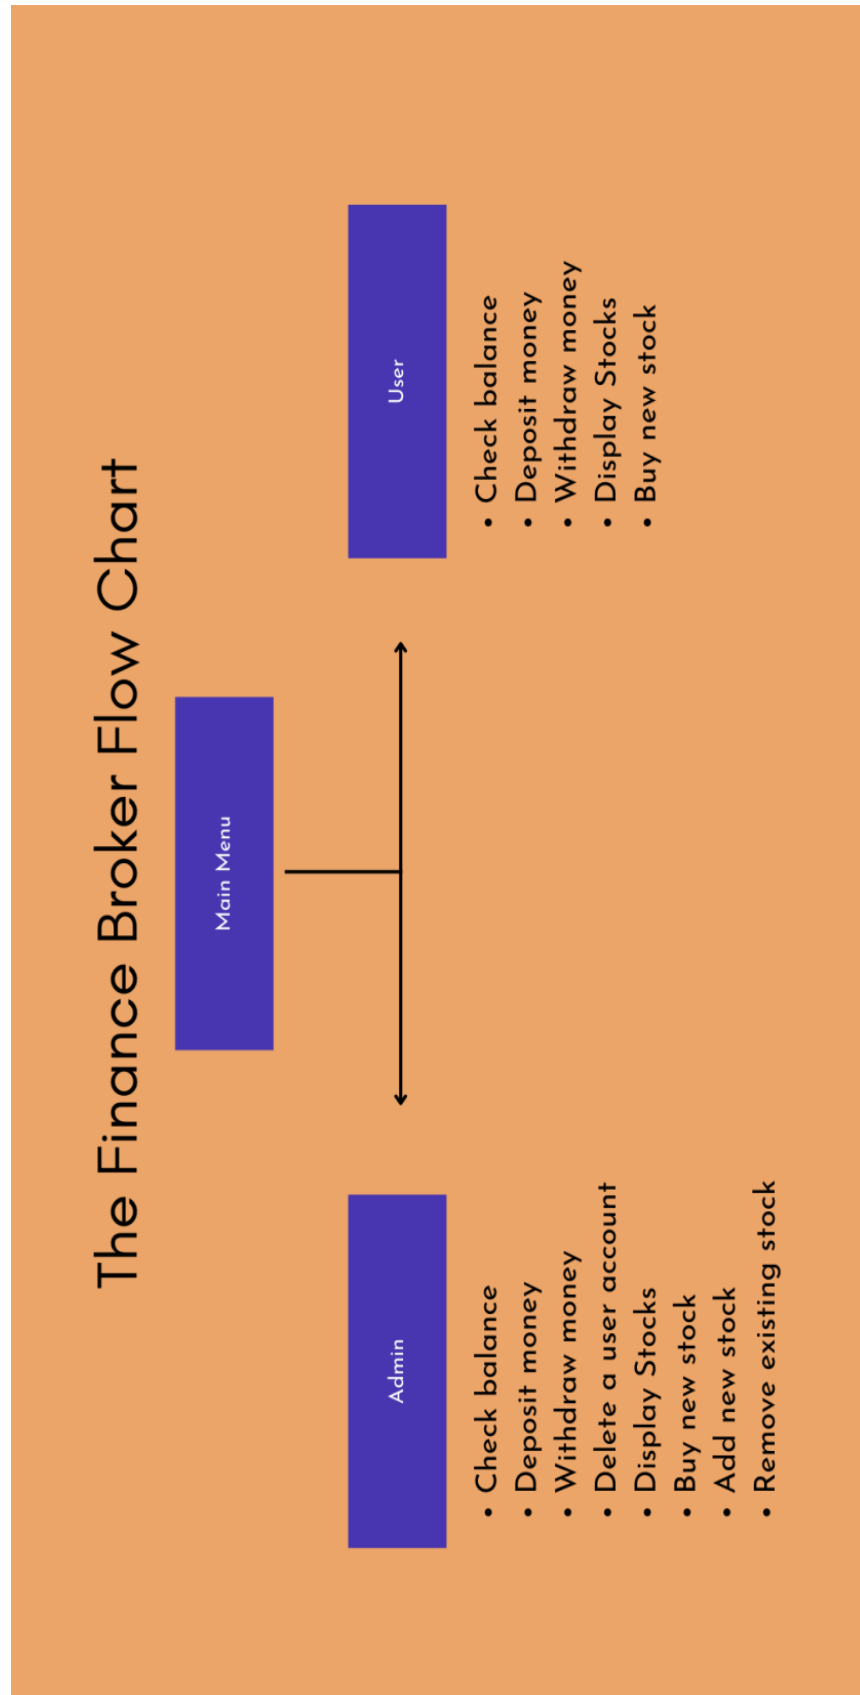 The Finance Broker Flow Chart
Main Menu
Admin
• Check balance
• Deposit money
• Withdraw money
• Delete a user account
• Display Stocks
• Buy new stock
• Add new stock
• Remove existing stock
User
• Check balance
• Deposit money
• Withdraw money
• Display Stocks
• Buy new stock